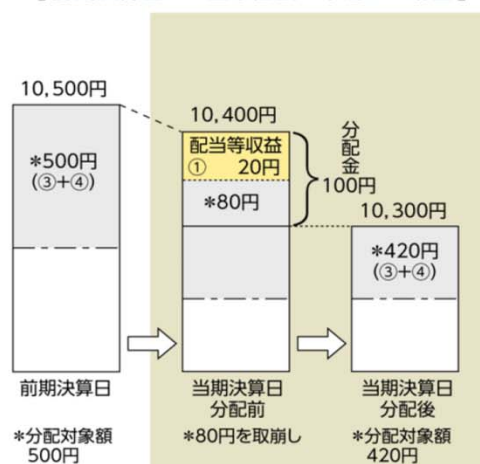 10,500円
*500円
(③+④)
前期決算日
*分配対象額
500円
10,400円
配当等収益
① 20円
*80円
分配金
100円
当期決算日
分配前
*80円を取崩し
10,300円
*420円
(③+④)
当期決算日
分配後
*分配対象額
420円